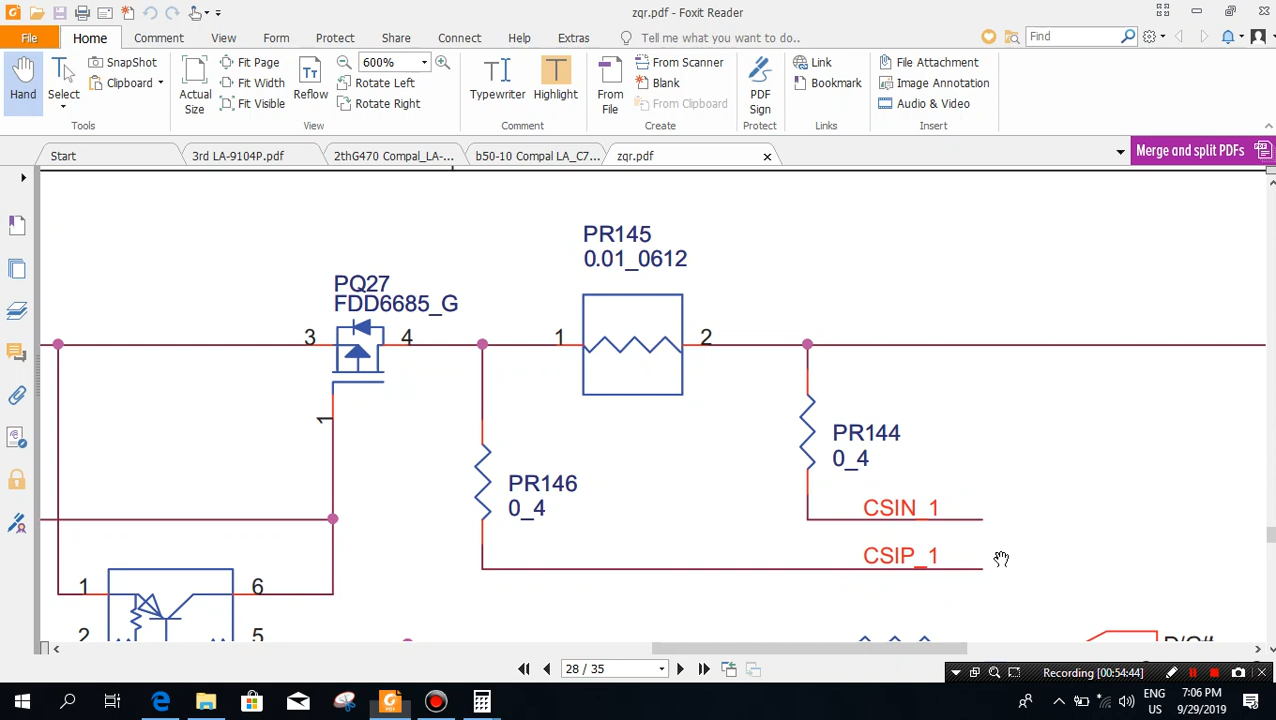 zqr.pdf - Foxit Reader
File Home Comment View Form Protect Share Connect Help Extras Tell me what you want to do.. Find
Hand
Select
SnapShot
Clipboard
Tools
Actual Size
Fit Page
Fit Width
Fit Visible
Reflow
600%
Rotate Left
Rotate Right
View
Typewriter
Highlight
Comment
From File
From Scanner
Blank
From Clipboard
Create
PDF Sign
Protect
Link
Bookmark
Links
File Attachment
Image Annotation
Audio & Video
Insert
Start 3rd LA-9104P.pdf 2thG470 Compal_LA-... b50-10 Compal LA_C7... zqr.pdf
Merge and split PDFs
PR145
0.01_0612
PQ27
FDD6685_G
3 4 1 2
1
PR144
0_4
PR146
0_4
CSIN_1
CSIP_1
1 6
2 5
28 / 35
Recording [00:54:44]
ENG
US
7:06 PM
9/29/2019